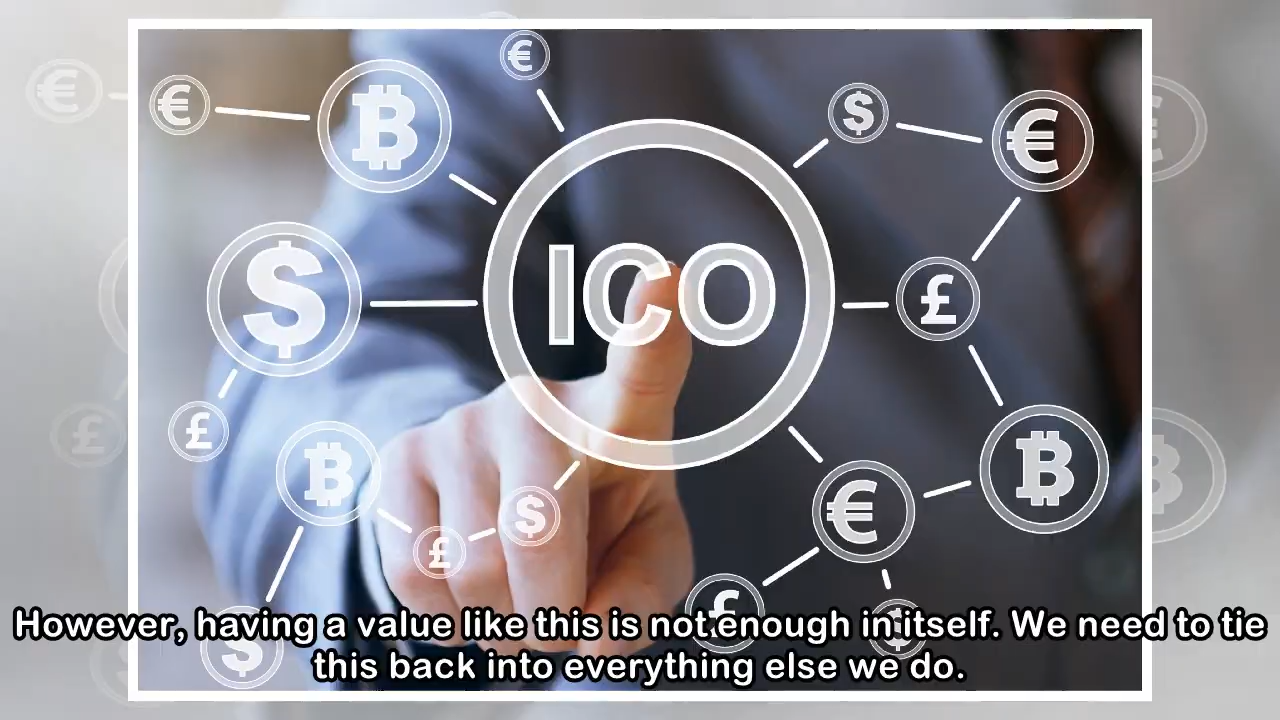 € € ₿ € $ €
$ ICO £
£ ₿ $ £ € ₿
£ $ $
However, having a value like this is not enough in itself. We need to tie
this back into everything else we do.